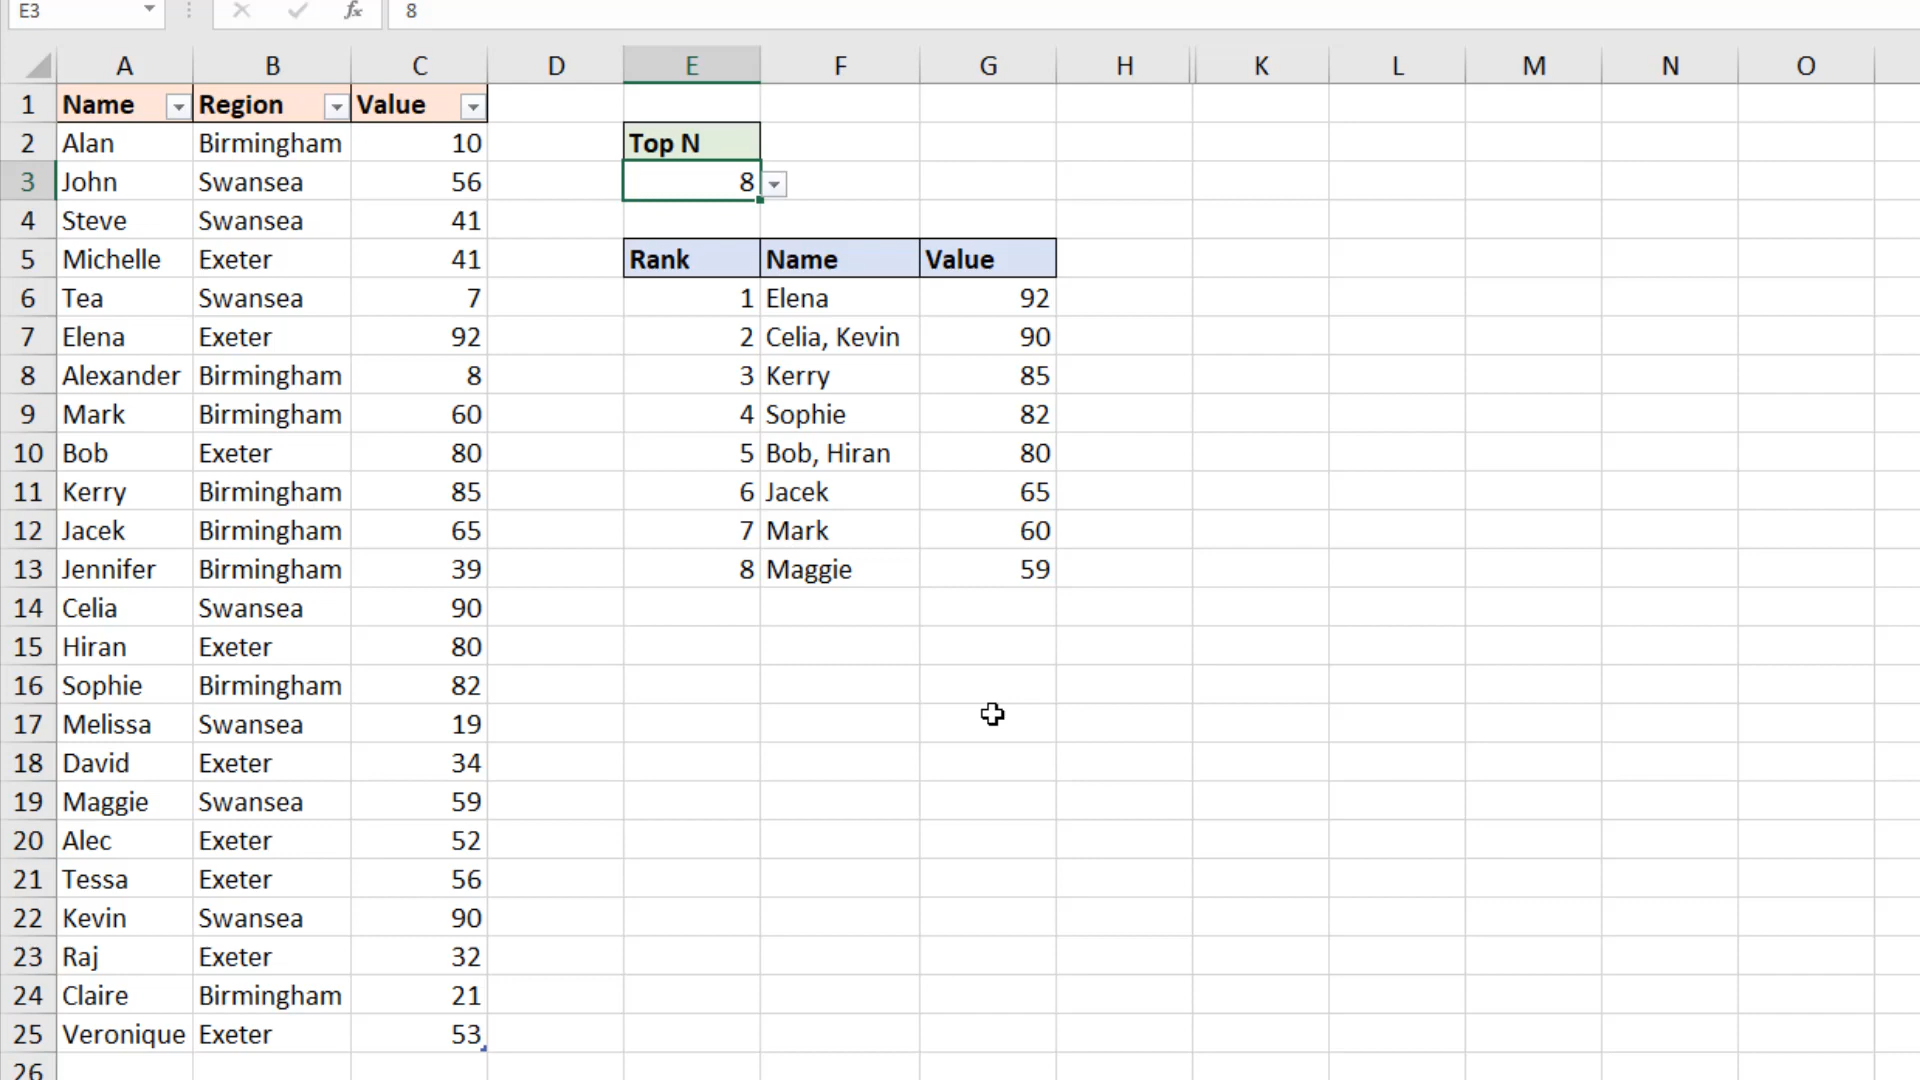 E3 fx 8
A B C D E F G H K L M N O
1 Name Region Value
2 Alan Birmingham 10 Top N
3 John Swansea 56 8
4 Steve Swansea 41
5 Michelle Exeter 41 Rank Name Value
6 Tea Swansea 7 1 Elena 92
7 Elena Exeter 92 2 Celia, Kevin 90
8 Alexander Birmingham 8 3 Kerry 85
9 Mark Birmingham 60 4 Sophie 82
10 Bob Exeter 80 5 Bob, Hiran 80
11 Kerry Birmingham 85 6 Jacek 65
12 Jacek Birmingham 65 7 Mark 60
13 Jennifer Birmingham 39 8 Maggie 59
14 Celia Swansea 90
15 Hiran Exeter 80
16 Sophie Birmingham 82
17 Melissa Swansea 19
18 David Exeter 34
19 Maggie Swansea 59
20 Alec Exeter 52
21 Tessa Exeter 56
22 Kevin Swansea 90
23 Raj Exeter 32
24 Claire Birmingham 21
25 Veronique Exeter 53
26